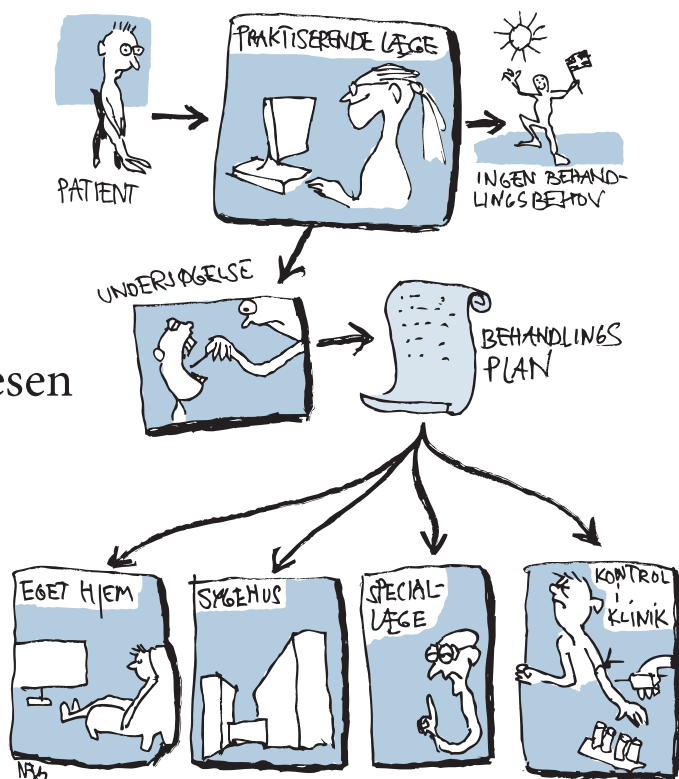 PRAKTISERENDE LÆGE
PATIENT
INGEN BEHAND-
LINGSBEHOV
UNDERSØGELSE
BEHANDLINGS
PLAN
esen
EGET HJEM
SYGEHUS
SPECIAL-
LÆGE
KONTROL
i
KLINIK